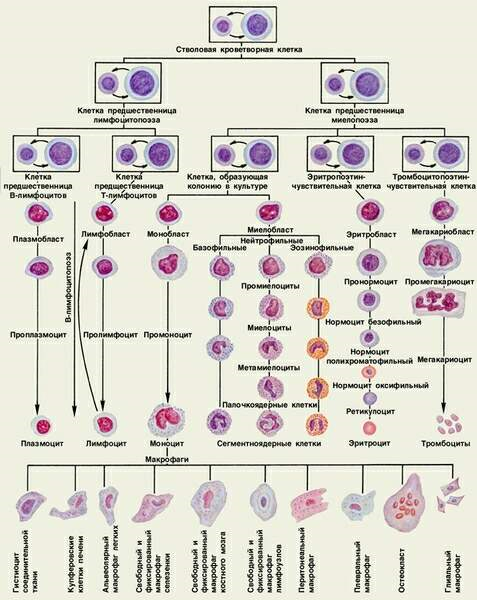 Стволовая кроветворная клетка
Клетка предшественница
лимфоцитопоэза
Клетка предшественница
миелопоэза
Клетка
предшественница
В-лимфоцитов
Клетка
предшественница
Т-лимфоцитов
Клетка, образующая
колонию в культуре
Эритропоэтин-
чувствительная клетка
Тромбоцитопоэтин-
чувствительная клетка
Плазмобласт
Лимфобласт
Монобласт
Миелобласт
Базофильные
Нейтрофильные
Эозинофильные
Эритробласт
Мегакариобласт
В-лимфоцитопоэз
Промиелоциты
Пронормоцит
Промегакариоцит
Миелоциты
Нормоцит базофильный
Проплазмоцит
Пролимфоцит
Промоноцит
Метамиелоциты
Нормоцит
полихроматофильный
Мегакариоцит
Палочкоядерные клетки
Нормоцит оксифильный
Ретикулоцит
Плазмоцит
Лимфоцит
Моноцит
Сегментноядерные клетки
Эритроцит
Тромбоциты
Макрофаги
Гистиоцит
соединительной
ткани
Купферовские
клетки печени
Альвеолярный
макрофаг легких
Свободный и
фиксированный
макрофаг
селезенки
Свободный и
фиксированный
макрофаг
костного мозга
Свободный и
фиксированный
макрофаг
лимфоузлов
Перитонеальный
макрофаг
Плевральный
макрофаг
Остеокласт
Глиальный
макрофаг